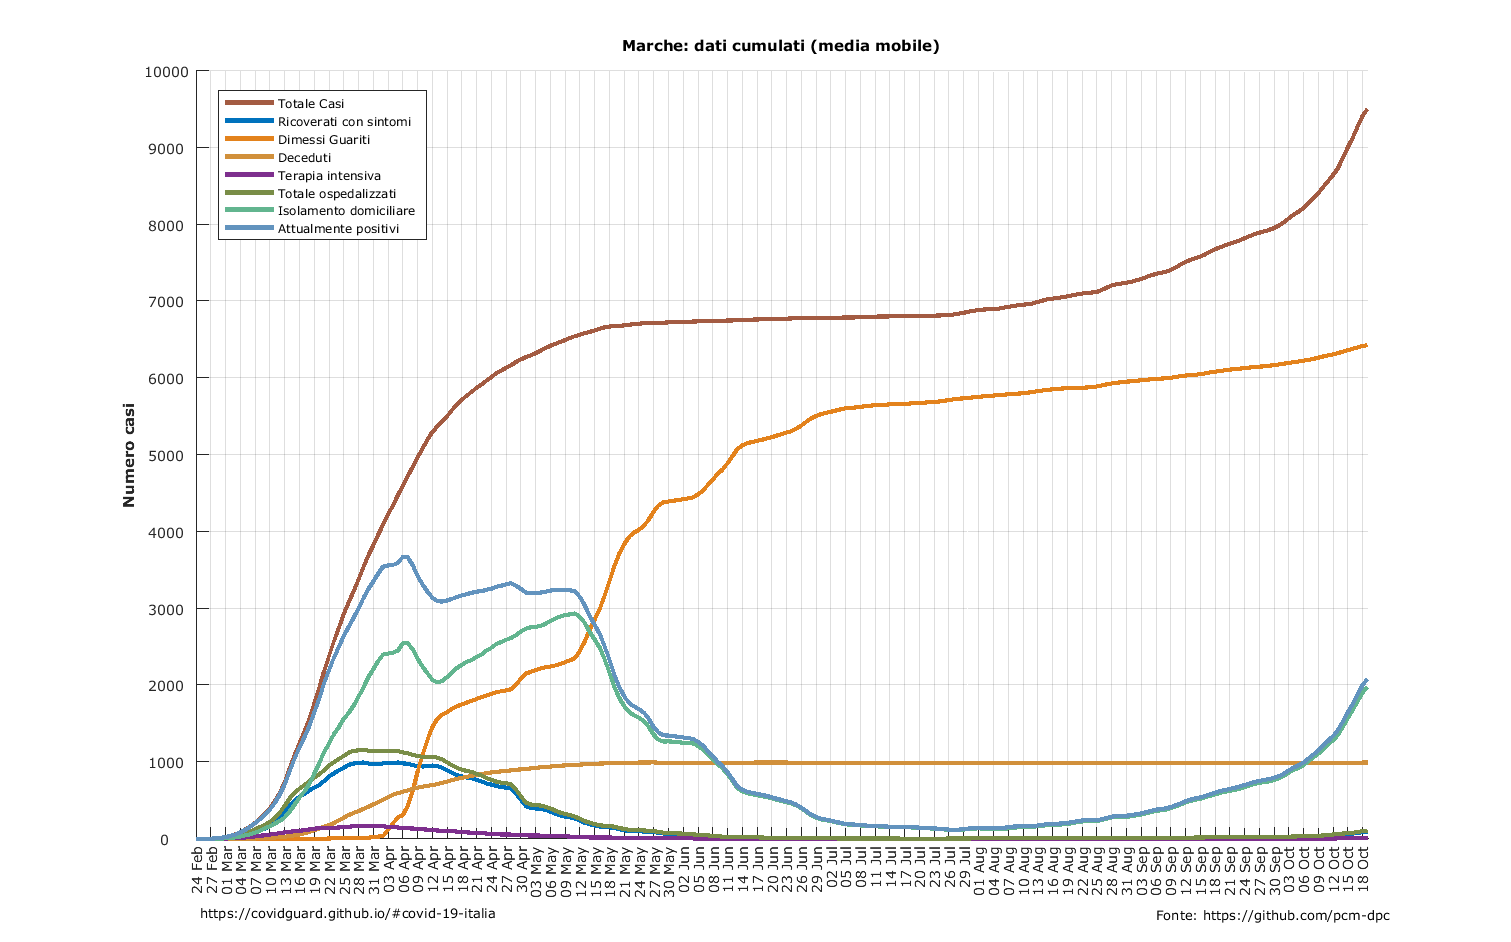 Marche: dati cumulati (media mobile)
10000
9000
8000
7000
6000
5000
4000
3000
2000
1000
0
Numero casi
Totale Casi
Ricoverati con sintomi
Dimessi Guariti
Deceduti
Terapia intensiva
Totale ospedalizzati
Isolamento domiciliare
Attualmente positivi
24 Feb
27 Feb
01 Mar
04 Mar
07 Mar
10 Mar
13 Mar
16 Mar
19 Mar
22 Mar
25 Mar
28 Mar
31 Mar
03 Apr
06 Apr
09 Apr
12 Apr
15 Apr
18 Apr
21 Apr
24 Apr
27 Apr
30 Apr
03 May
06 May
09 May
12 May
15 May
18 May
21 May
24 May
27 May
30 May
02 Jun
05 Jun
08 Jun
11 Jun
14 Jun
17 Jun
20 Jun
23 Jun
26 Jun
29 Jun
02 Jul
05 Jul
08 Jul
11 Jul
14 Jul
17 Jul
20 Jul
23 Jul
26 Jul
29 Jul
01 Aug
04 Aug
07 Aug
10 Aug
13 Aug
16 Aug
19 Aug
22 Aug
25 Aug
28 Aug
31 Aug
03 Sep
06 Sep
09 Sep
12 Sep
15 Sep
18 Sep
21 Sep
24 Sep
27 Sep
30 Sep
03 Oct
06 Oct
09 Oct
12 Oct
15 Oct
18 Oct
https://covidguard.github.io/#covid-19-italia
Fonte: https://github.com/pcm-dpc